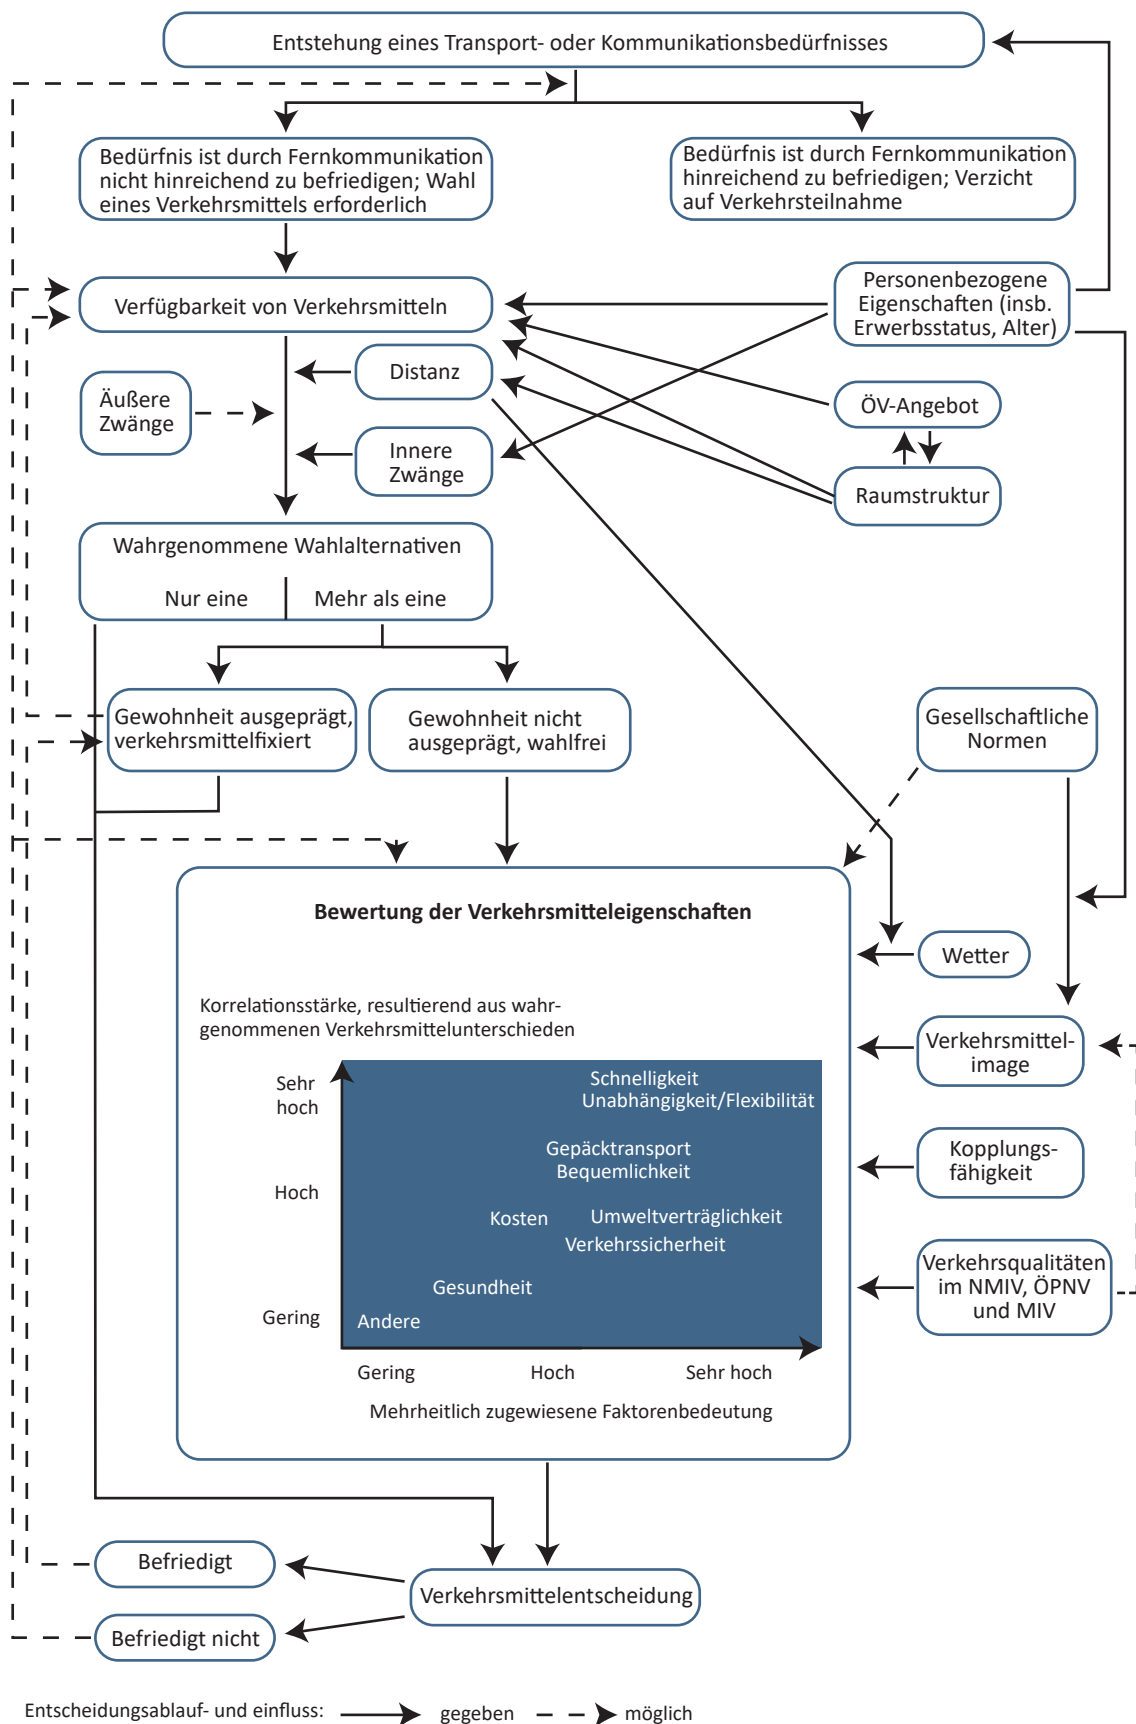 Entstehung eines Transport- oder Kommunikationsbedürfnisses
Bedürfnis ist durch Fernkommunikation
nicht hinreichend zu befriedigen; Wahl
eines Verkehrsmittels erforderlich
Bedürfnis ist durch Fernkommunikation
hinreichend zu befriedigen; Verzicht
auf Verkehrsteilnahme
Verfügbarkeit von Verkehrsmitteln
Personenbezogene
Eigenschaften (insb.
Erwerbsstatus, Alter)
Distanz
Äußere
Zwänge
ÖV-Angebot
Innere
Zwänge
Raumstruktur
Wahrgenommene Wahlalternativen
Nur eine
Mehr als eine
Gewohnheit ausgeprägt,
verkehrsmittelfixiert
Gewohnheit nicht
ausgeprägt, wahlfrei
Gesellschaftliche
Normen
Bewertung der Verkehrsmitteleigenschaften
Wetter
Korrelationsstärke, resultierend aus wahr-
genommenen Verkehrsmittelunterschieden
Verkehrsmittel-
image
Sehr
hoch
Schnelligkeit
Unabhängigkeit/Flexibilität
Gepäcktransport
Bequemlichkeit
Kopplungs-
fähigkeit
Hoch
Kosten
Umweltverträglichkeit
Verkehrssicherheit
Verkehrsqualitäten
im NMIV, ÖPNV
und MIV
Gesundheit
Gering
Andere
Gering
Hoch
Sehr hoch
Mehrheitlich zugewiesene Faktorenbedeutung
Befriedigt
Verkehrsmittelentscheidung
Befriedigt nicht
Entscheidungsablauf- und einfluss:
gegeben
möglich